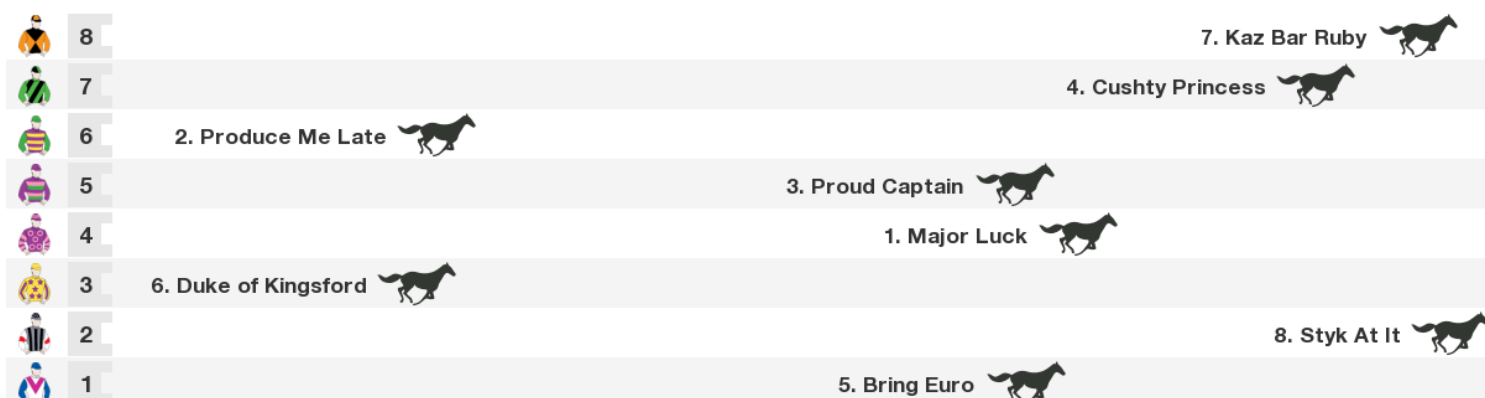 8 7. Kaz Bar Ruby
7 4. Cushty Princess
6 2. Produce Me Late
5 3. Proud Captain
4 1. Major Luck
3 6. Duke of Kingsford
2 8. Styk At It
1 5. Bring Euro